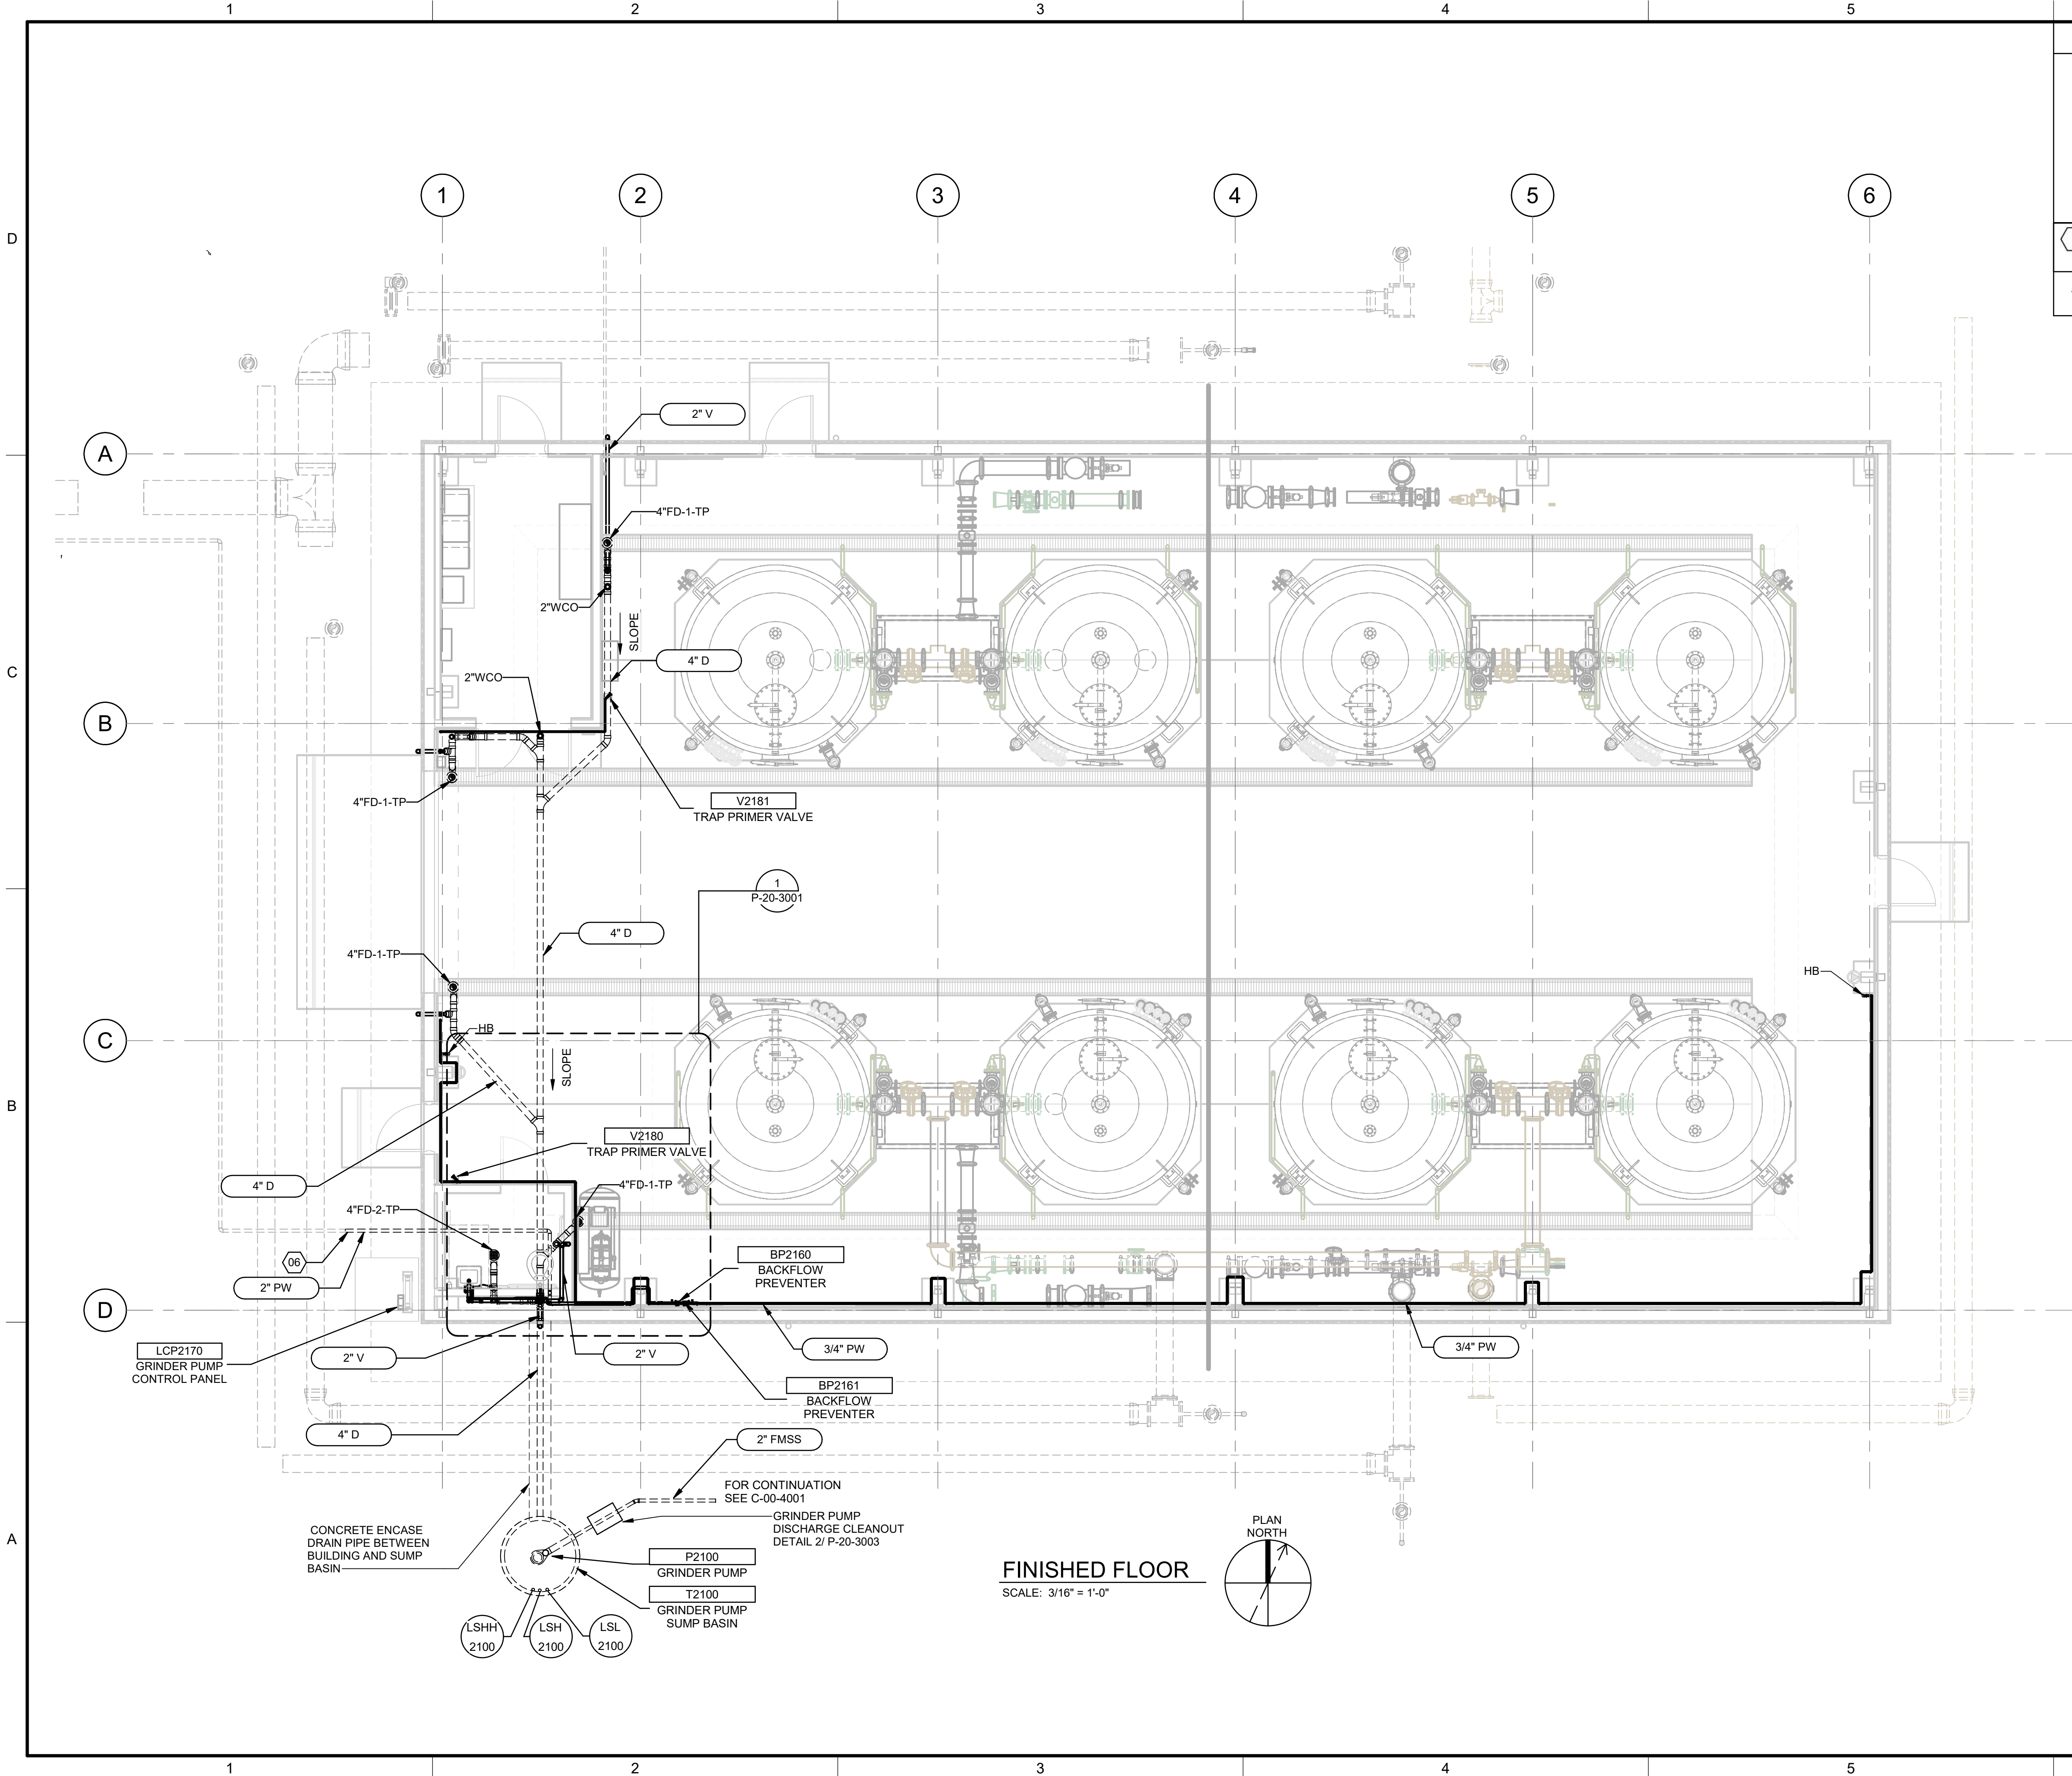 1 2 3 4 5
1 2 3 4 5 6
D
2" V
A
4"FD-1-TP
2"WCO
SLOPE
C
4" D
2"WCO
B
4"FD-1-TP
V2181
TRAP PRIMER VALVE
1
P-20-3001
4" D
4"FD-1-TP
HB
HB
C
SLOPE
B
V2180
TRAP PRIMER VALVE
4" D
4"FD-1-TP
4"FD-2-TP
06
2" PW
BP2160
BACKFLOW
PREVENTER
D
LCP2170
GRINDER PUMP
CONTROL PANEL
2" V
2" V
3/4" PW
3/4" PW
BP2161
BACKFLOW
PREVENTER
4" D
2" FMSS
FOR CONTINUATION
SEE C-00-4001
GRINDER PUMP
DISCHARGE CLEANOUT
DETAIL 2/ P-20-3003
CONCRETE ENCASE
DRAIN PIPE BETWEEN
BUILDING AND SUMP
BASIN
A
P2100
GRINDER PUMP
T2100
GRINDER PUMP
SUMP BASIN
LSHH
2100
LSH
2100
LSL
2100
FINISHED FLOOR
SCALE: 3/16" = 1'-0"
PLAN
NORTH
1 2 3 4 5